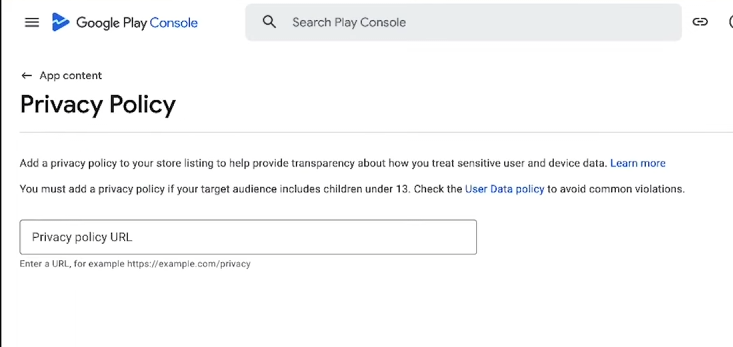 Google Play Console
Search Play Console
← App content
Privacy Policy
Add a privacy policy to your store listing to help provide transparency about how you treat sensitive user and device data. Learn more
You must add a privacy policy if your target audience includes children under 13. Check the User Data policy to avoid common violations.
Privacy policy URL
Enter a URL, for example https://example.com/privacy